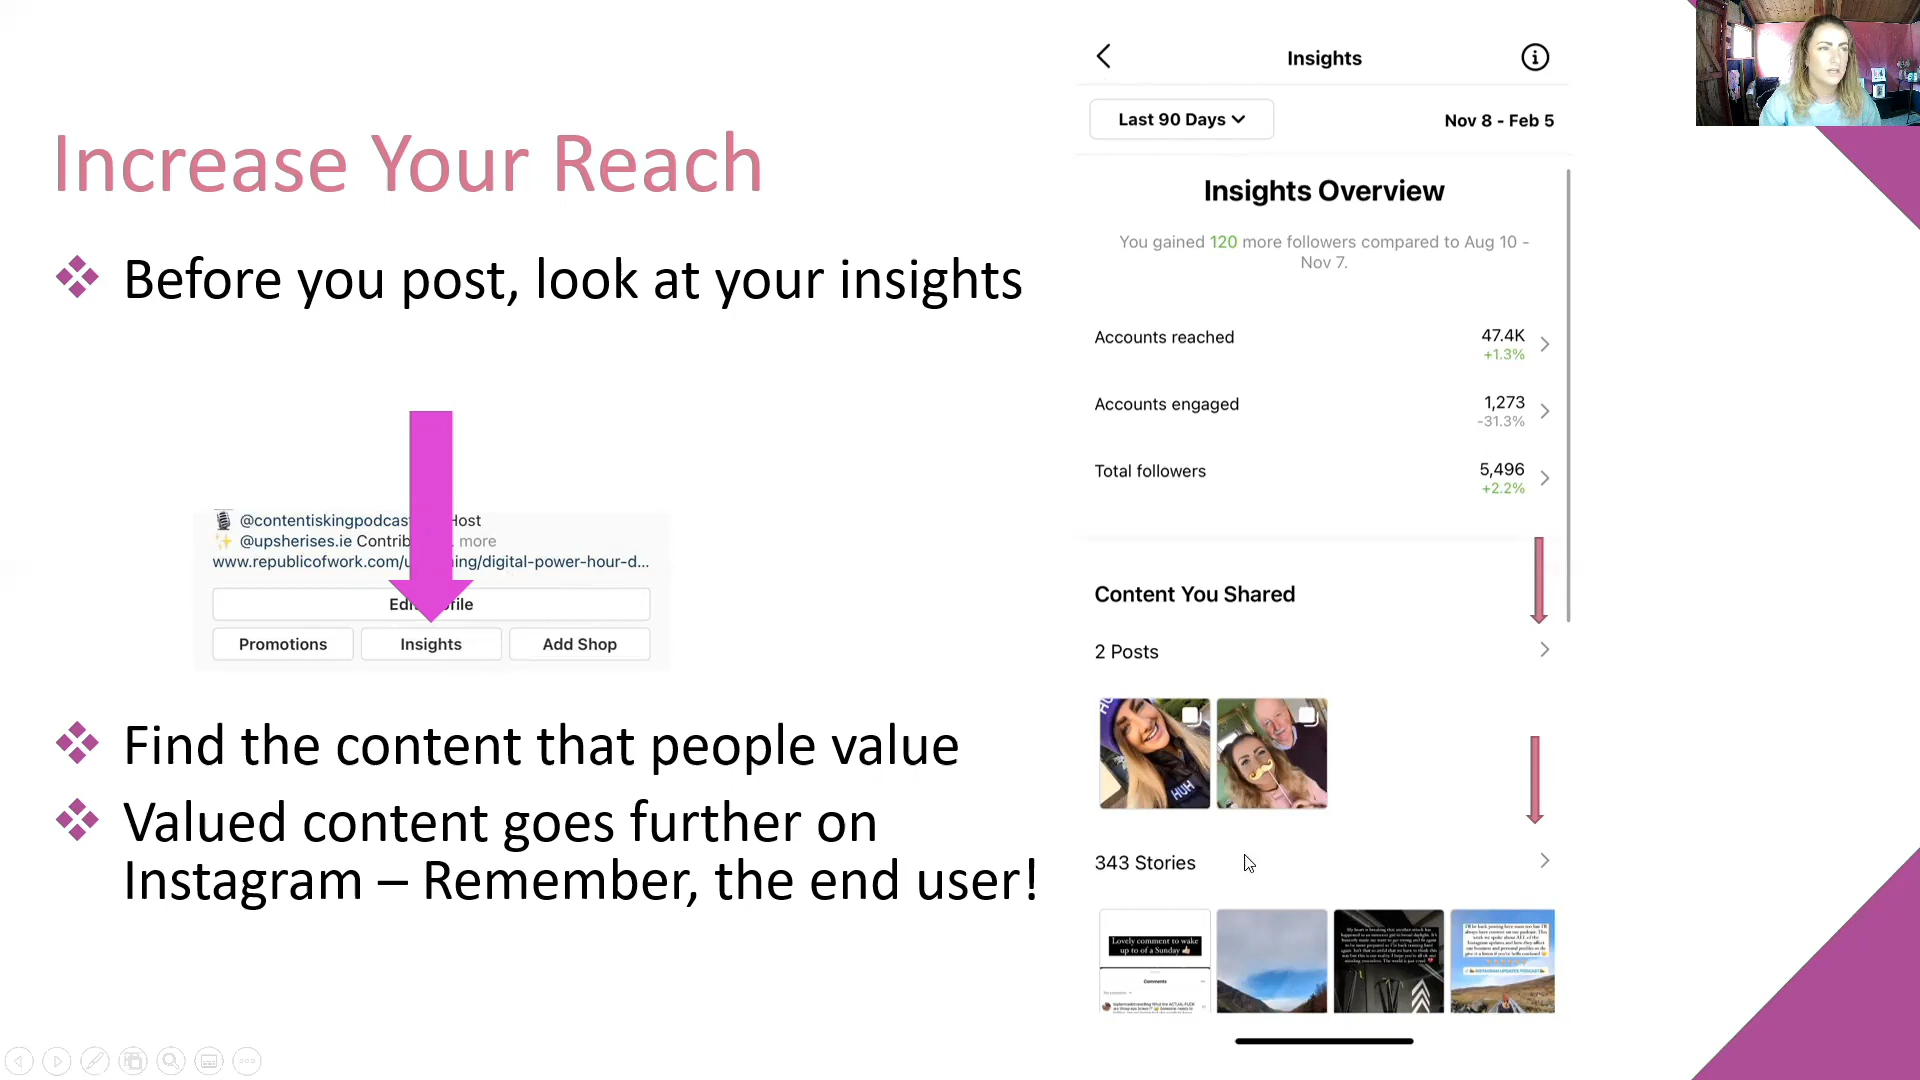 Increase Your Reach
Before you post, look at your insights
@contentiskingpodcas Host
@upsherises.ie Contrib more
www.republicofwork.com/u ing/digital-power-hour-d...
Edi file
Promotions
Insights
Add Shop
Find the content that people value
Valued content goes further on
Instagram – Remember, the end user!
Insights
Last 90 Days
Nov 8 - Feb 5
Insights Overview
You gained 120 more followers compared to Aug 10 -
Nov 7.
Accounts reached
47.4K
+1.3%
Accounts engaged
1,273
-31.3%
Total followers
5,496
+2.2%
Content You Shared
2 Posts
HUH
343 Stories
Lovely comment to wake
up to of a Sunday
Comments